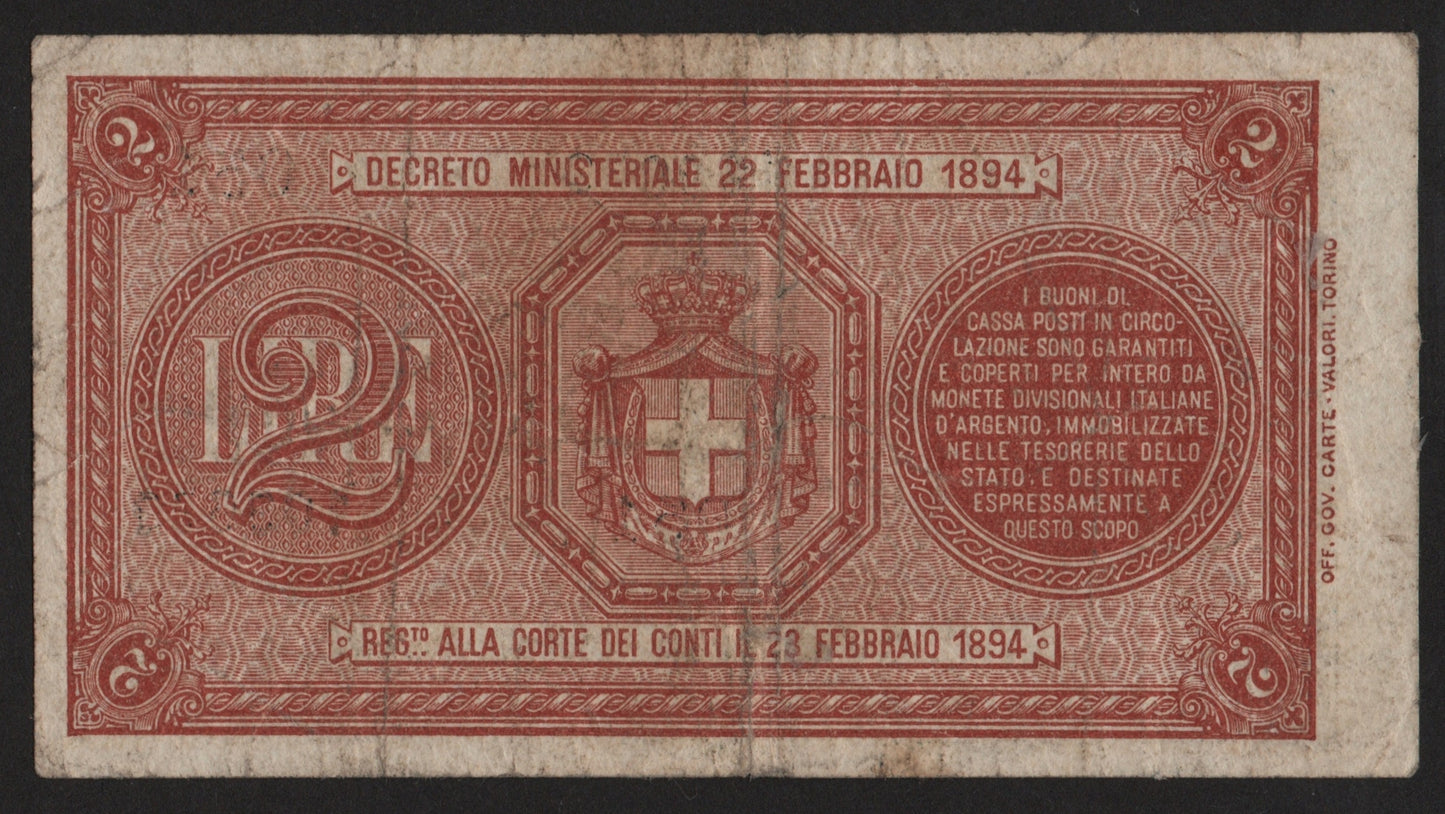 2
2
DECRETO MINISTERIALE 22 FEBBRAIO 1894
LIRE
2
I BUONI DI
CASSA POSTI IN CIRCO-
LAZIONE SONO GARANTITI
E COPERTI PER INTERO DA
MONETE DIVISIONALI ITALIANE
D'ARGENTO, IMMOBILIZZATE
NELLE TESORERIE DELLO
STATO, E DESTINATE
ESPRESSAMENTE A
QUESTO SCOPO
OFF. GOV. CARTE-VALORI. TORINO
REG.TO ALLA CORTE DEI CONTI IL 23 FEBBRAIO 1894
2
2